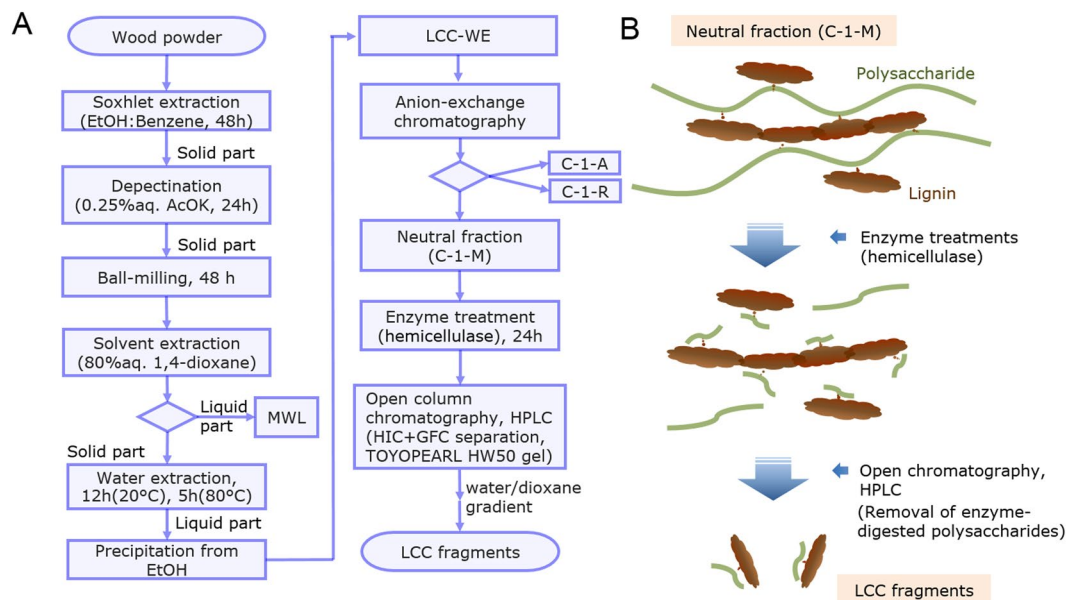 A
Wood powder
Soxhlet extraction
(EtOH:Benzene, 48h)
Solid part
Depectination
(0.25%aq. AcOK, 24h)
Solid part
Ball-milling, 48 h
Solvent extraction
(80%aq. 1,4-dioxane)
Liquid
part
MWL
Solid part
Water extraction,
12h(20°C), 5h(80°C)
Liquid part
Precipitation from
EtOH
LCC-WE
Anion-exchange
chromatography
C-1-A
C-1-R
Neutral fraction
(C-1-M)
Enzyme treatment
(hemicellulase), 24h
Open column
chromatography, HPLC
(HIC+GFC separation,
TOYOPEARL HW50 gel)
water/dioxane
gradient
LCC fragments
B
Neutral fraction (C-1-M)
Polysaccharide
Lignin
Enzyme treatments
(hemicellulase)
Open chromatography,
HPLC
(Removal of enzyme-
digested polysaccharides)
LCC fragments